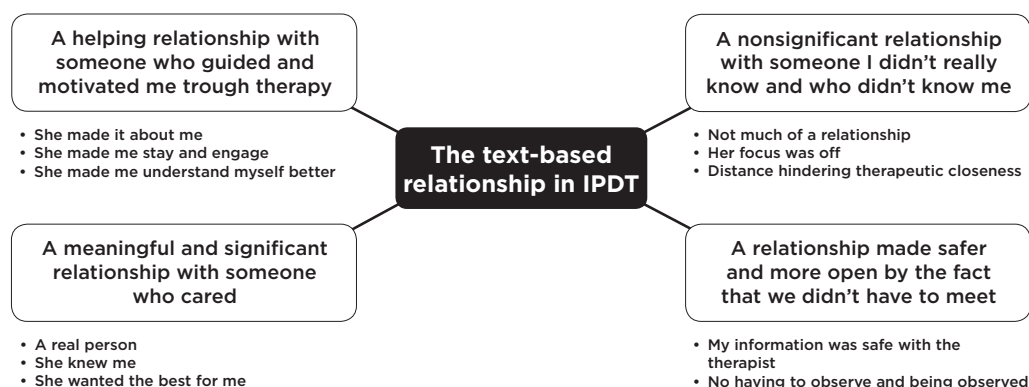 A helping relationship with
someone who guided and
motivated me trough therapy
• She made it about me
• She made me stay and engage
• She made me understand myself better
A nonsignificant relationship
with someone I didn't really
know and who didn't know me
• Not much of a relationship
• Her focus was off
• Distance hindering therapeutic closeness
The text-based
relationship in IPDT
A meaningful and significant
relationship with someone
who cared
• A real person
• She knew me
• She wanted the best for me
A relationship made safer
and more open by the fact
that we didn't have to meet
• My information was safe with the
therapist
• No having to observe and being observed